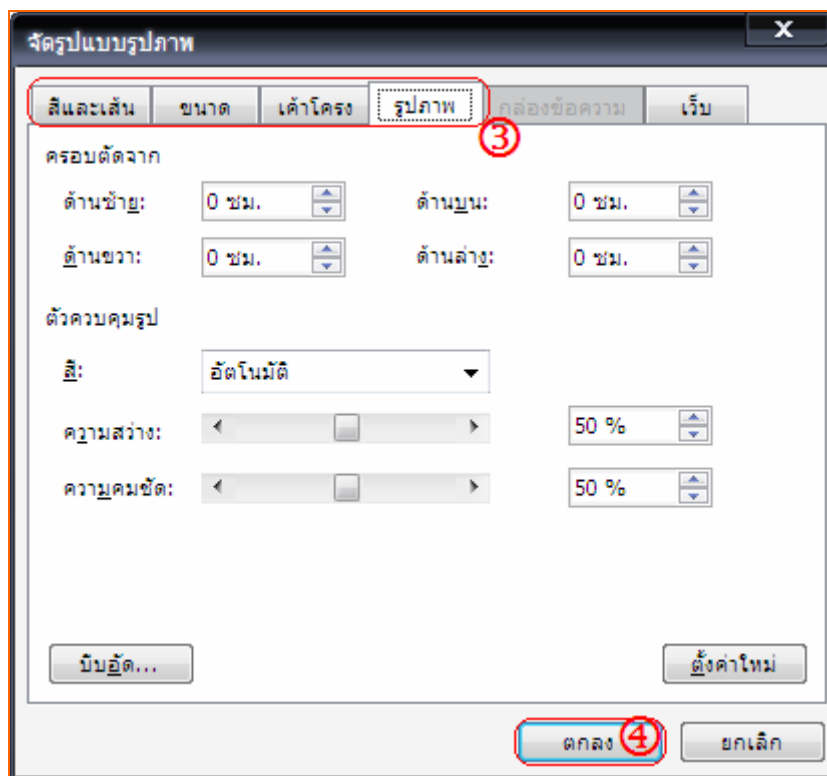 จัดรูปแบบรูปภาพ
X
สีและเส้น ขนาด เค้าโครง รูปภาพ กล่องข้อความ เว็บ
3
ครอบตัดจาก
ด้านซ้าย: 0 ซม. ด้านบน: 0 ซม.
ด้านขวา: 0 ซม. ด้านล่าง: 0 ซม.
ตัวควบคุมรูป
สี: อัตโนมัติ
ความสว่าง: 50 %
ความคมชัด: 50 %
บีบอัด... ตั้งค่าใหม่
ตกลง 4 ยกเลิก